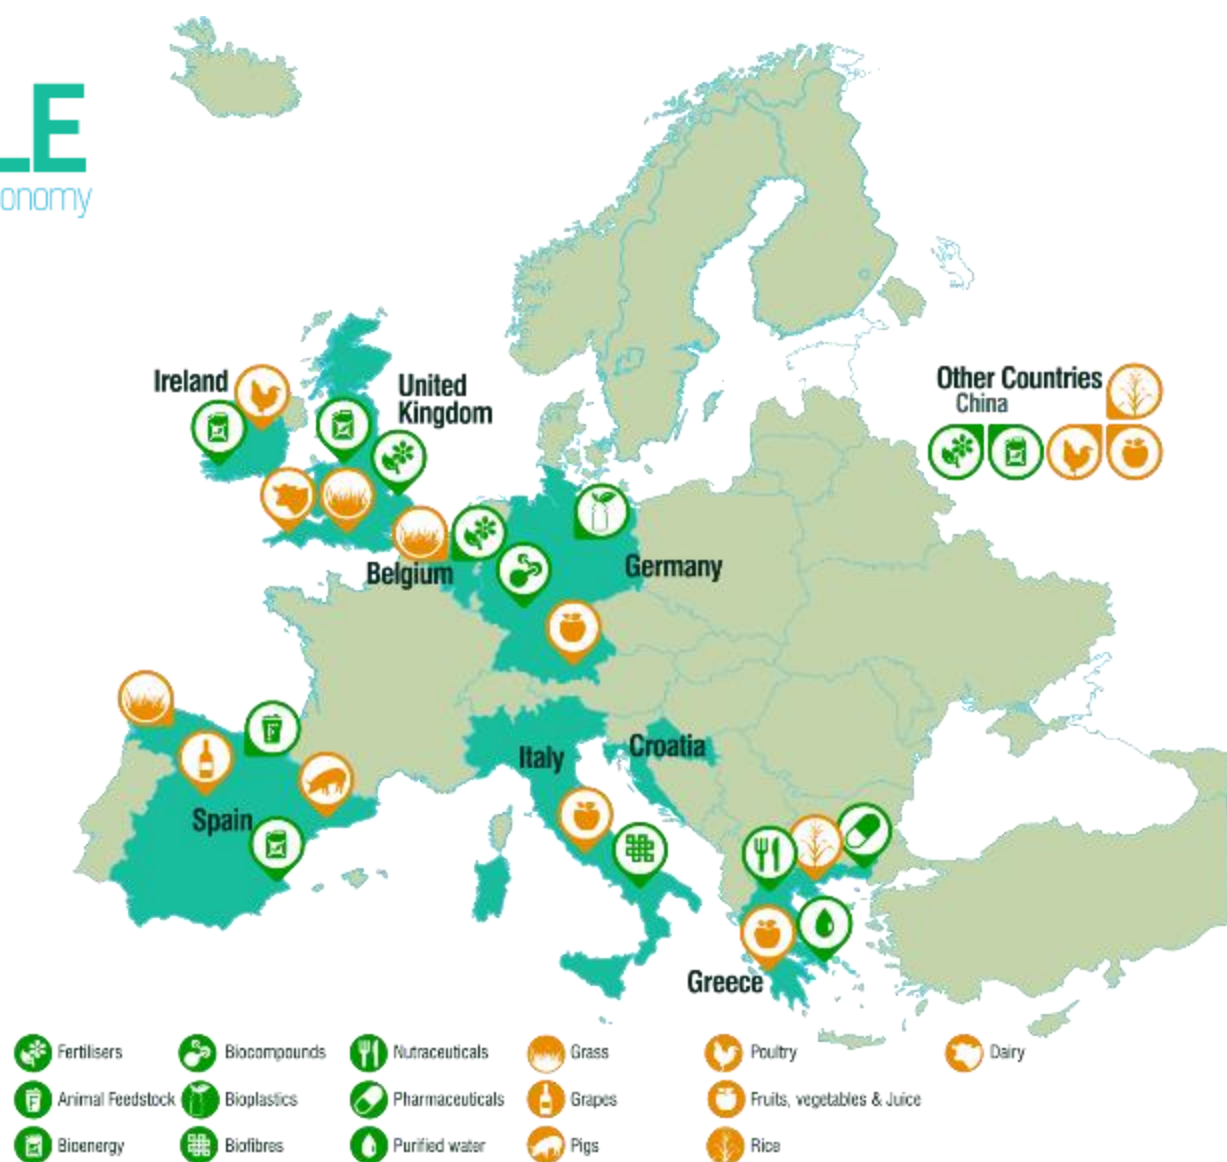 LE
onomy
Ireland
United
Kingdom
Other Countries
China
Belgium
Germany
Italy
Croatia
Spain
Greece
Fertilisers
Biocompounds
Nutraceuticals
Grass
Poultry
Dairy
Animal Feedstock
Bioplastics
Pharmaceuticals
Grapes
Fruits, vegetables & Juice
Bioenergy
Biofibres
Purified water
Pigs
Rice